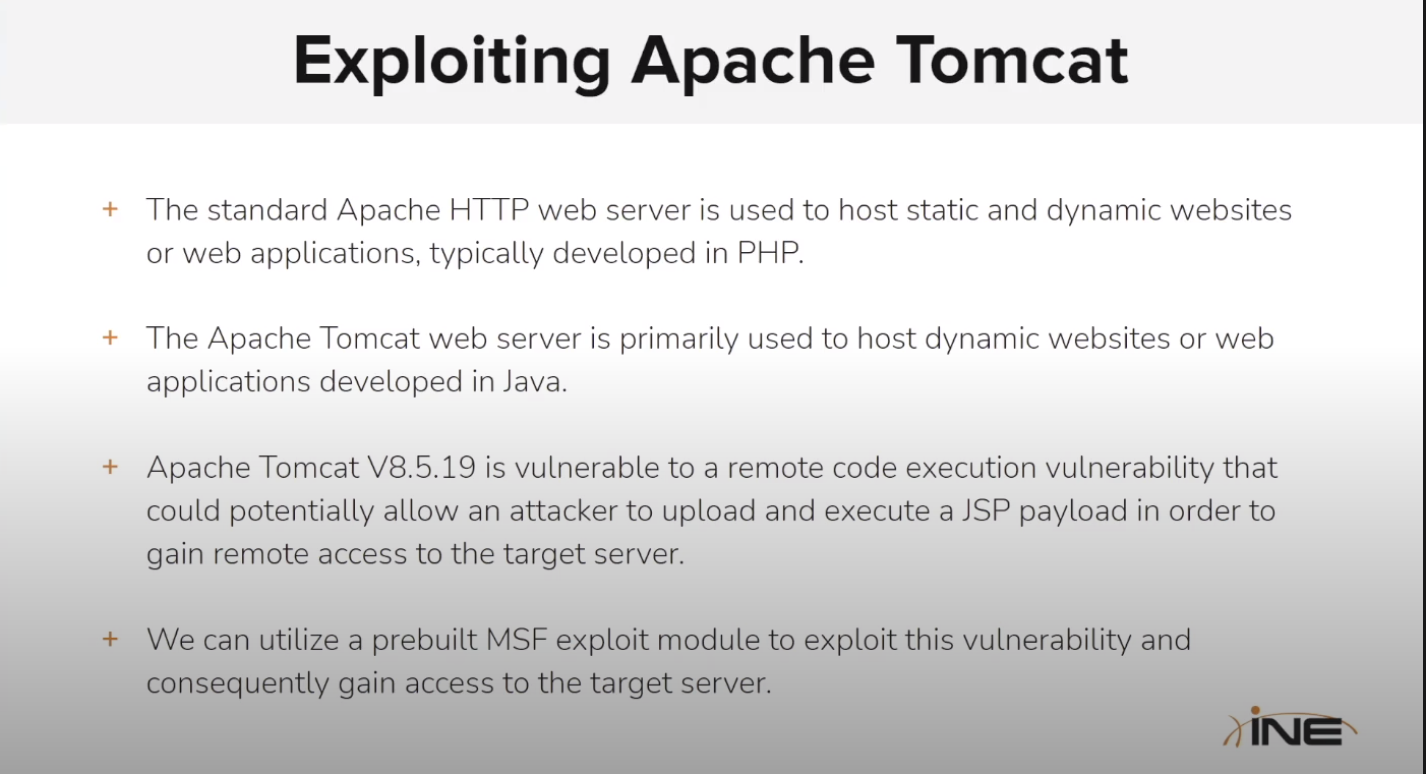 Exploiting Apache Tomcat
+ The standard Apache HTTP web server is used to host static and dynamic websites
or web applications, typically developed in PHP.
+ The Apache Tomcat web server is primarily used to host dynamic websites or web
applications developed in Java.
+ Apache Tomcat V8.5.19 is vulnerable to a remote code execution vulnerability that
could potentially allow an attacker to upload and execute a JSP payload in order to
gain remote access to the target server.
+ We can utilize a prebuilt MSF exploit module to exploit this vulnerability and
consequently gain access to the target server.
INE